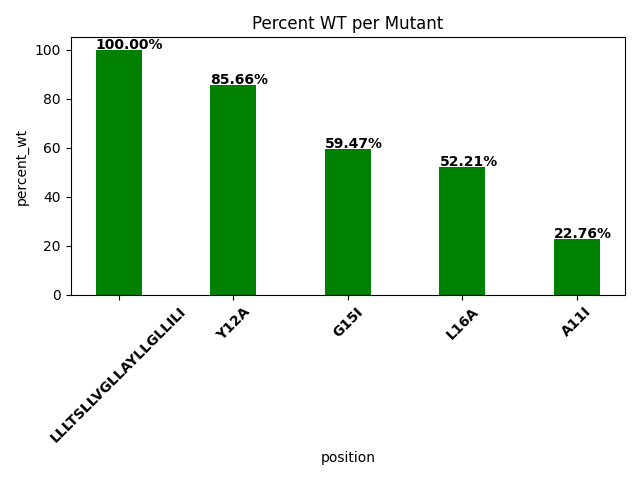 Percent WT per Mutant
100.00%
85.66%
59.47%
52.21%
22.76%
percent_wt
100
80
60
40
20
0
LLLTSLLVGLLAYLLGLLILI
Y12A
G15I
L16A
A11I
position